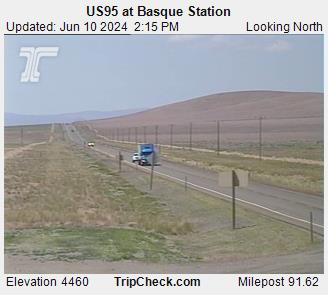 US95 at Basque Station
Updated: Jun 10 2024 2:15 PM Looking North
Elevation 4460 TripCheck.com Milepost 91.62